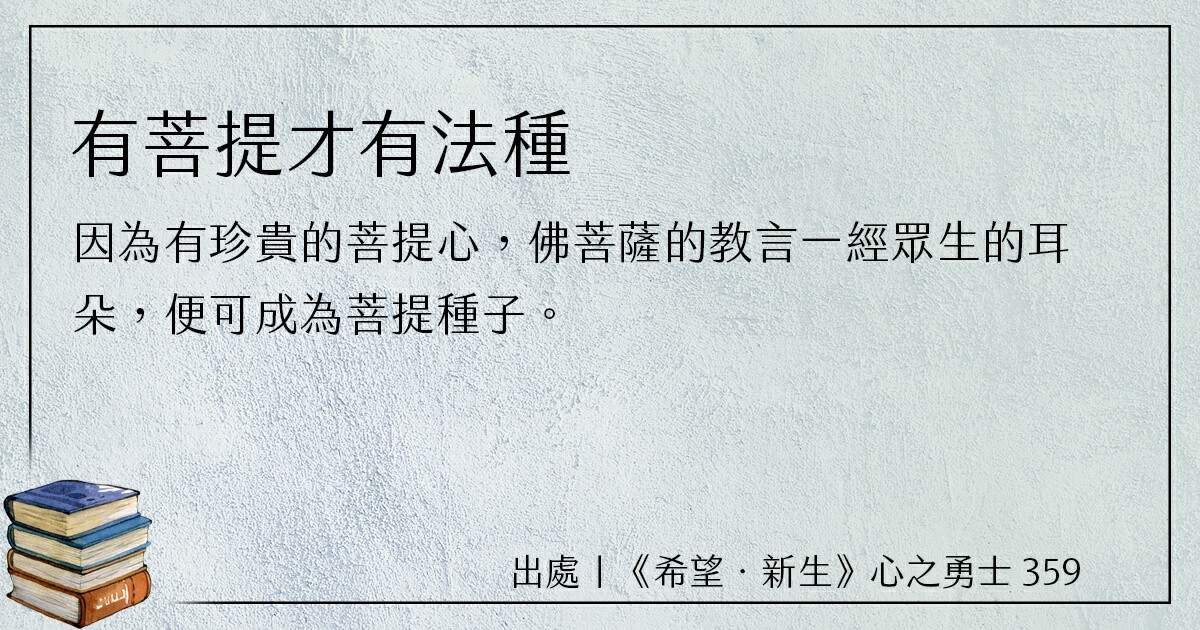 有菩提才有法種
因為有珍貴的菩提心，佛菩薩的教言一經眾生的耳
朵，便可成為菩提種子。
出處｜《希望．新生》心之勇士 359